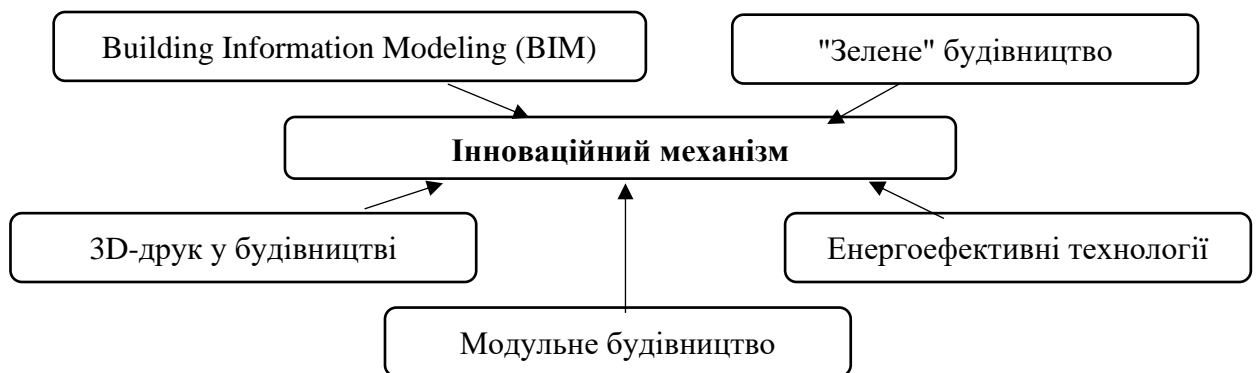 Building Information Modeling (BIM)
"Зелене" будівництво
Інноваційний механізм
3D-друк у будівництві
Енергоефективні технології
Модульне будівництво